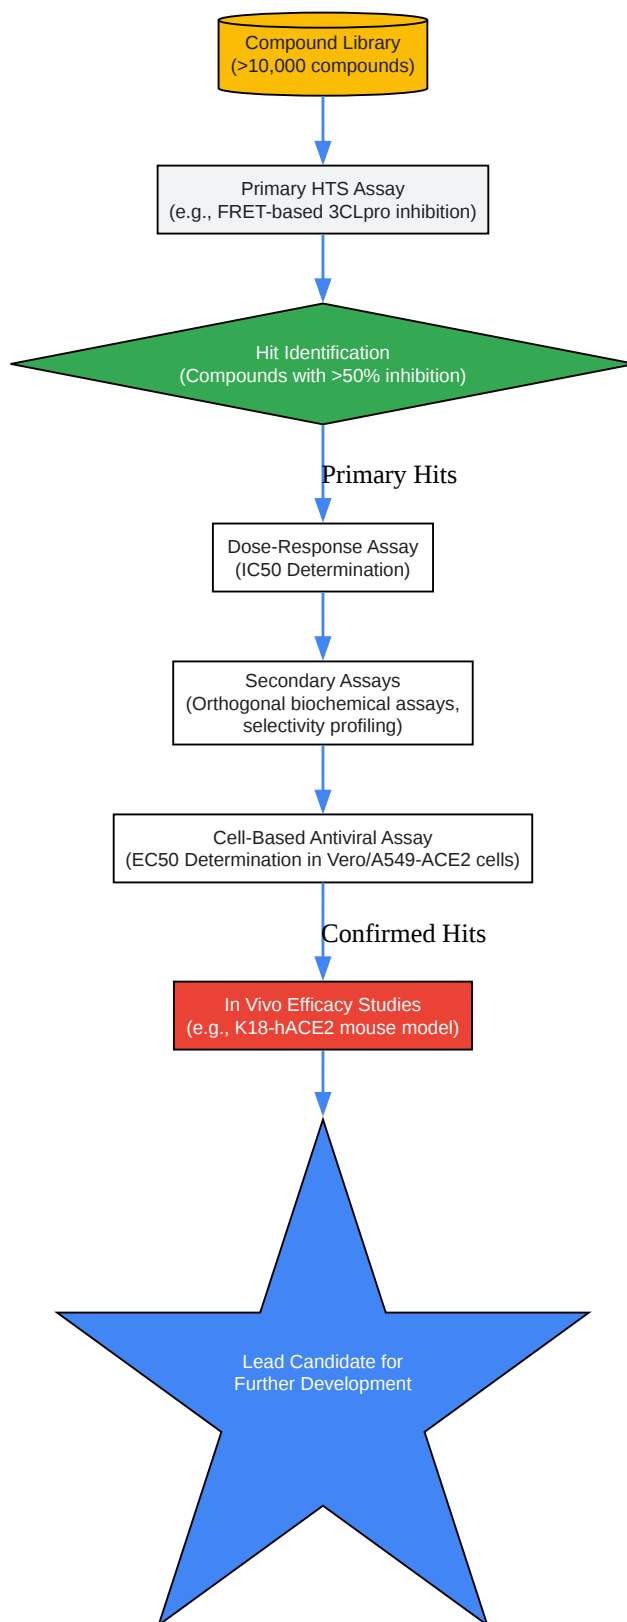 Compound Library
(>10,000 compounds)
Primary HTS Assay
(e.g., FRET-based 3CLpro inhibition)
Hit Identification
(Compounds with >50% inhibition)
Primary Hits
Dose-Response Assay
(IC50 Determination)
Secondary Assays
(Orthogonal biochemical assays,
selectivity profiling)
Cell-Based Antiviral Assay
(EC50 Determination in Vero/A549-ACE2 cells)
Confirmed Hits
In Vivo Efficacy Studies
(e.g., K18-hACE2 mouse model)
Lead Candidate for
Further Development